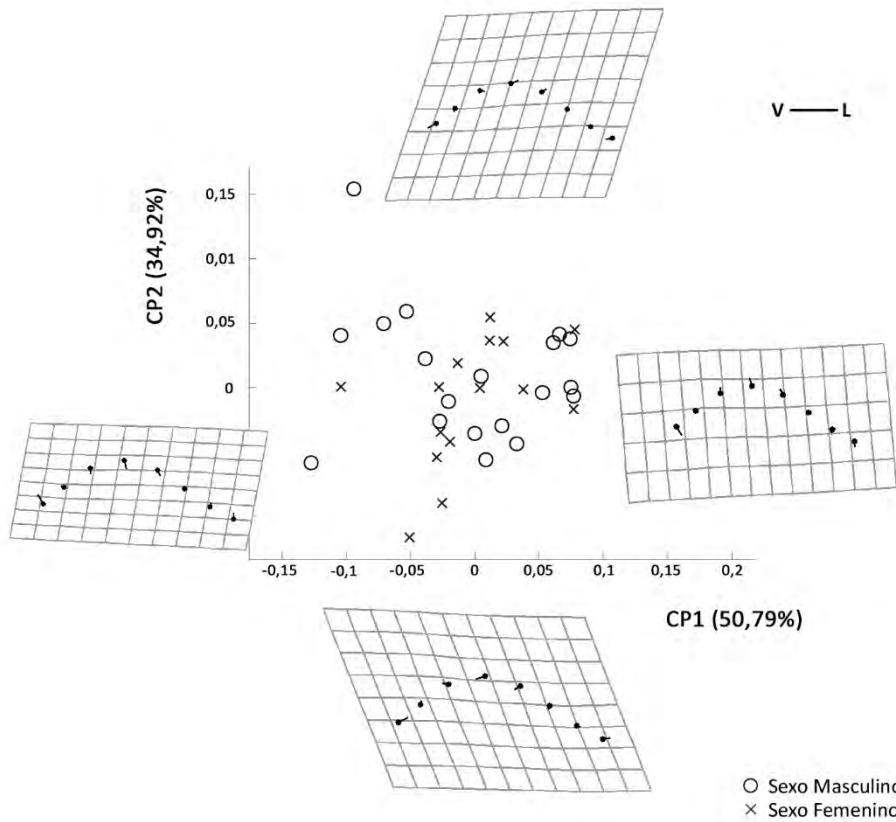 V L
0,15
0,01
0,05
0
CP2 (34,92%)
-0,15 -0,1 -0,05 0 0,05 0,1 0,15 0,2
CP1 (50,79%)
Sexo Masculino
Sexo Femenino